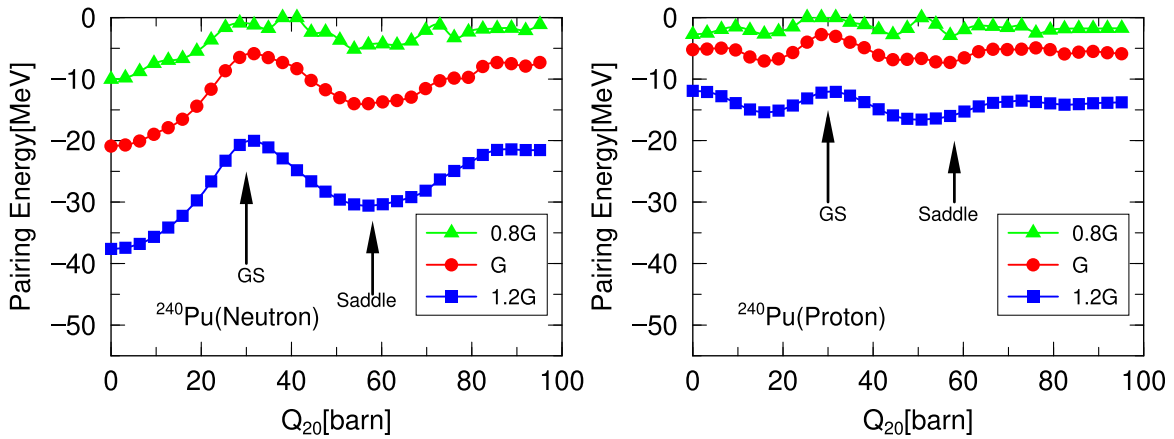 Pairing Energy[MeV]
0
−10
−20
−30
−40
−50
0 20 40 60 80 100
Q20[barn]
GS
Saddle
0.8G
G
1.2G
240Pu(Neutron)
Pairing Energy[MeV]
0
−10
−20
−30
−40
−50
0 20 40 60 80 100
Q20[barn]
GS
Saddle
0.8G
G
1.2G
240Pu(Proton)